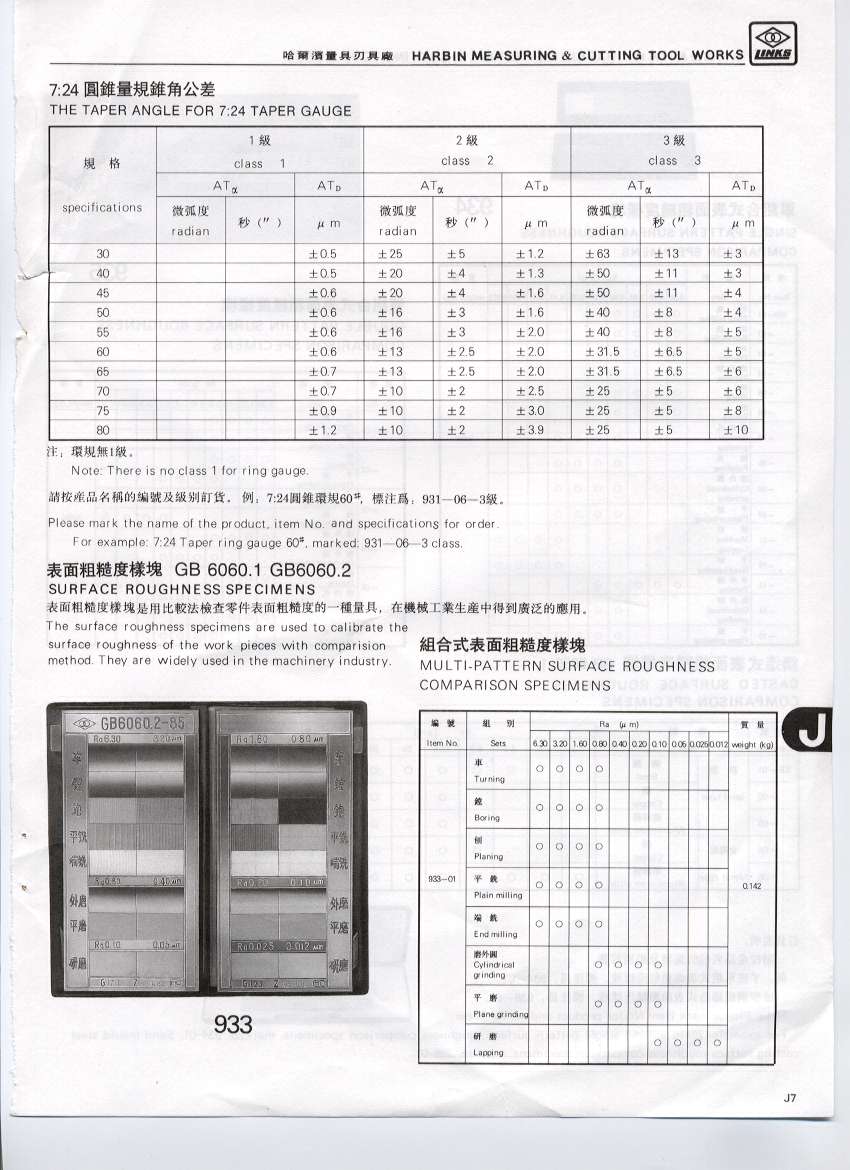 哈爾濱量具刃具廠 HARBIN MEASURING & CUTTING TOOL WORKS LINKS
7:24 圓錐量規錐角公差
THE TAPER ANGLE FOR 7:24 TAPER GAUGE
規 格 specifications 1 級 class 1 2 級 class 2 3 級 class 3
ATα ATD ATα ATD ATα ATD
微弧度 radian 秒 (″) μm 微弧度 radian 秒 (″) μm 微弧度 radian 秒 (″) μm
30 ±0.5 ±25 ±5 ±1.2 ±63 ±13 ±3
40 ±0.5 ±20 ±4 ±1.3 ±50 ±11 ±3
45 ±0.6 ±20 ±4 ±1.6 ±50 ±11 ±4
50 ±0.6 ±16 ±3 ±1.6 ±40 ±8 ±4
55 ±0.6 ±16 ±3 ±2.0 ±40 ±8 ±5
60 ±0.6 ±13 ±2.5 ±2.0 ±31.5 ±6.5 ±5
65 ±0.7 ±13 ±2.5 ±2.0 ±31.5 ±6.5 ±6
70 ±0.7 ±10 ±2 ±2.5 ±25 ±5 ±6
75 ±0.9 ±10 ±2 ±3.0 ±25 ±5 ±8
80 ±1.2 ±10 ±2 ±3.9 ±25 ±5 ±10
注: 環規無1級。
Note: There is no class 1 for ring gauge.
請按産品名稱的編號及級别訂貨。 例: 7:24圓錐環規60#, 標注爲: 931—06—3級。
Please mark the name of the product, item No. and specifications for order.
For example: 7:24 Taper ring gauge 60#, marked: 931—06—3 class.
表面粗糙度樣塊 GB 6060.1 GB6060.2
SURFACE ROUGHNESS SPECIMENS
表面粗糙度樣塊是用比較法檢查零件表面粗糙度的一種量具, 在機械工業生産中得到廣泛的應用。
The surface roughness specimens are used to calibrate the
surface roughness of the work pieces with comparision
method. They are widely used in the machinery industry.
組合式表面粗糙度樣塊
MULTI-PATTERN SURFACE ROUGHNESS
COMPARISON SPECIMENS
GB6060.2-85
Ra6.30 3.20μm Ra1.60 0.80μm
車 車
鏜 鏜
刨 刨
平銑 平銑
端銑 端銑
Ra0.80 0.40μm Ra0.20 0.10μm
外磨 外磨
平磨 平磨
Ra0.10 0.05μm Ra0.025 0.012μm
研磨 研磨
933
編 號 組 别 Ra (μm) 質 量
Item No. Sets 6.30 3.20 1.60 0.80 0.40 0.20 0.10 0.05 0.025 0.012 weight (kg)
車
Turning ○ ○ ○ ○
鏜
Boring ○ ○ ○ ○
刨
Planing ○ ○ ○ ○
933—01 平 銑 0.142
Plain milling ○ ○ ○ ○
端 銑
End milling ○ ○ ○ ○
磨外圓
Cylindrical
grinding ○ ○ ○ ○
平 磨
Plane grinding ○ ○ ○ ○
研 磨
Lapping ○ ○ ○ ○
J
J7